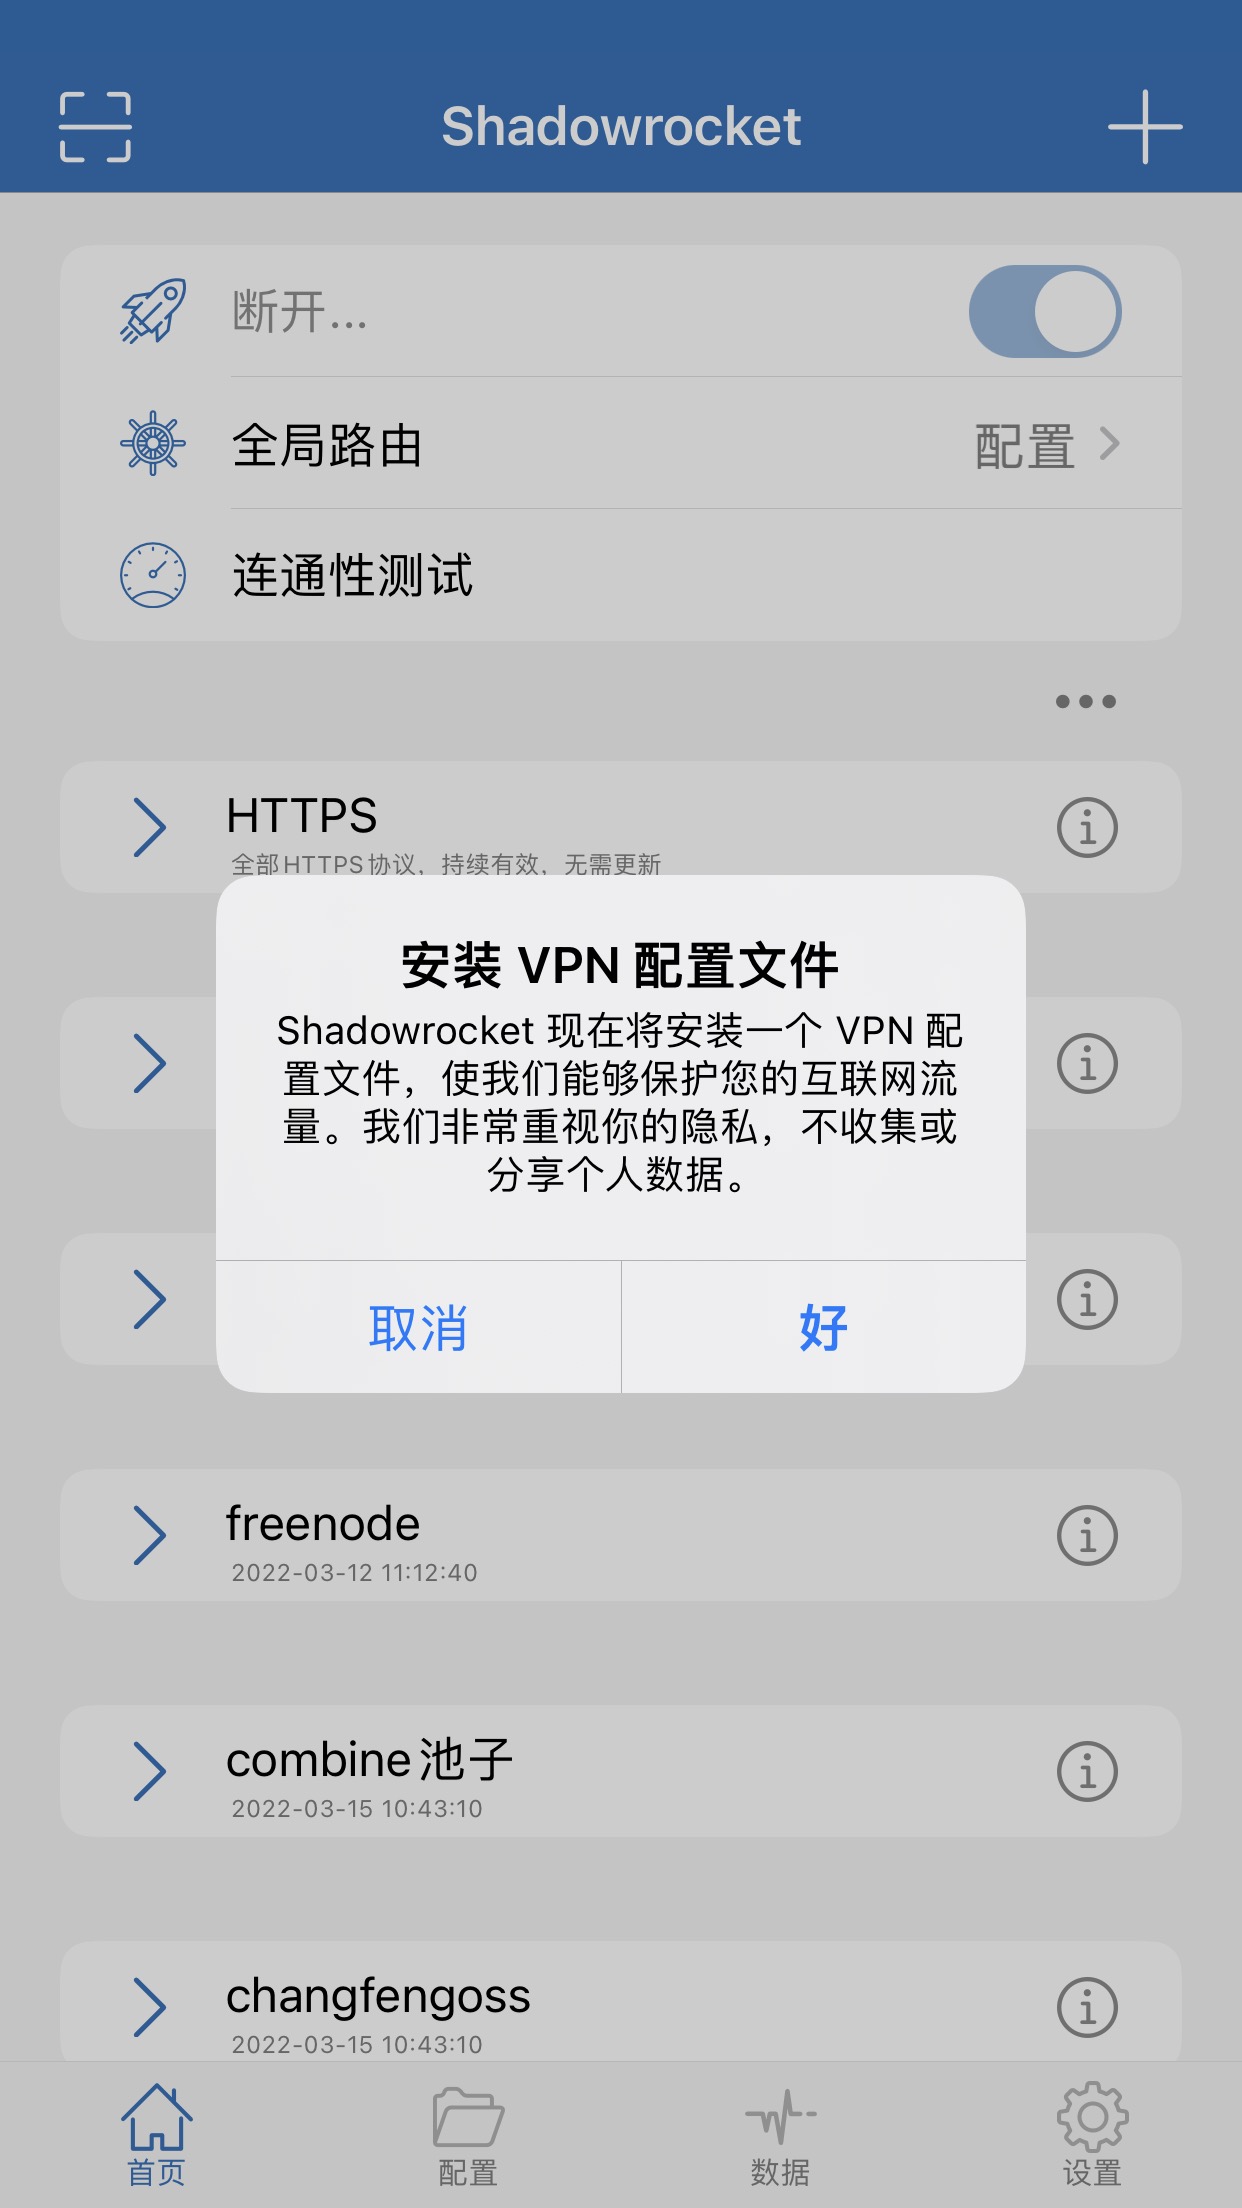 Shadowrocket
断开...
全局路由
配置
连通性测试
HTTPS
全部HTTPS协议，持续有效，无需更新
安装 VPN 配置文件
Shadowrocket 现在将安装一个 VPN 配
置文件，使我们能够保护您的互联网流
量。我们非常重视你的隐私，不收集或
分享个人数据。
取消
好
freenode
2022-03-12 11:12:40
combine池子
2022-03-15 10:43:10
changfengoss
2022-03-15 10:43:10
首页
配置
数据
设置